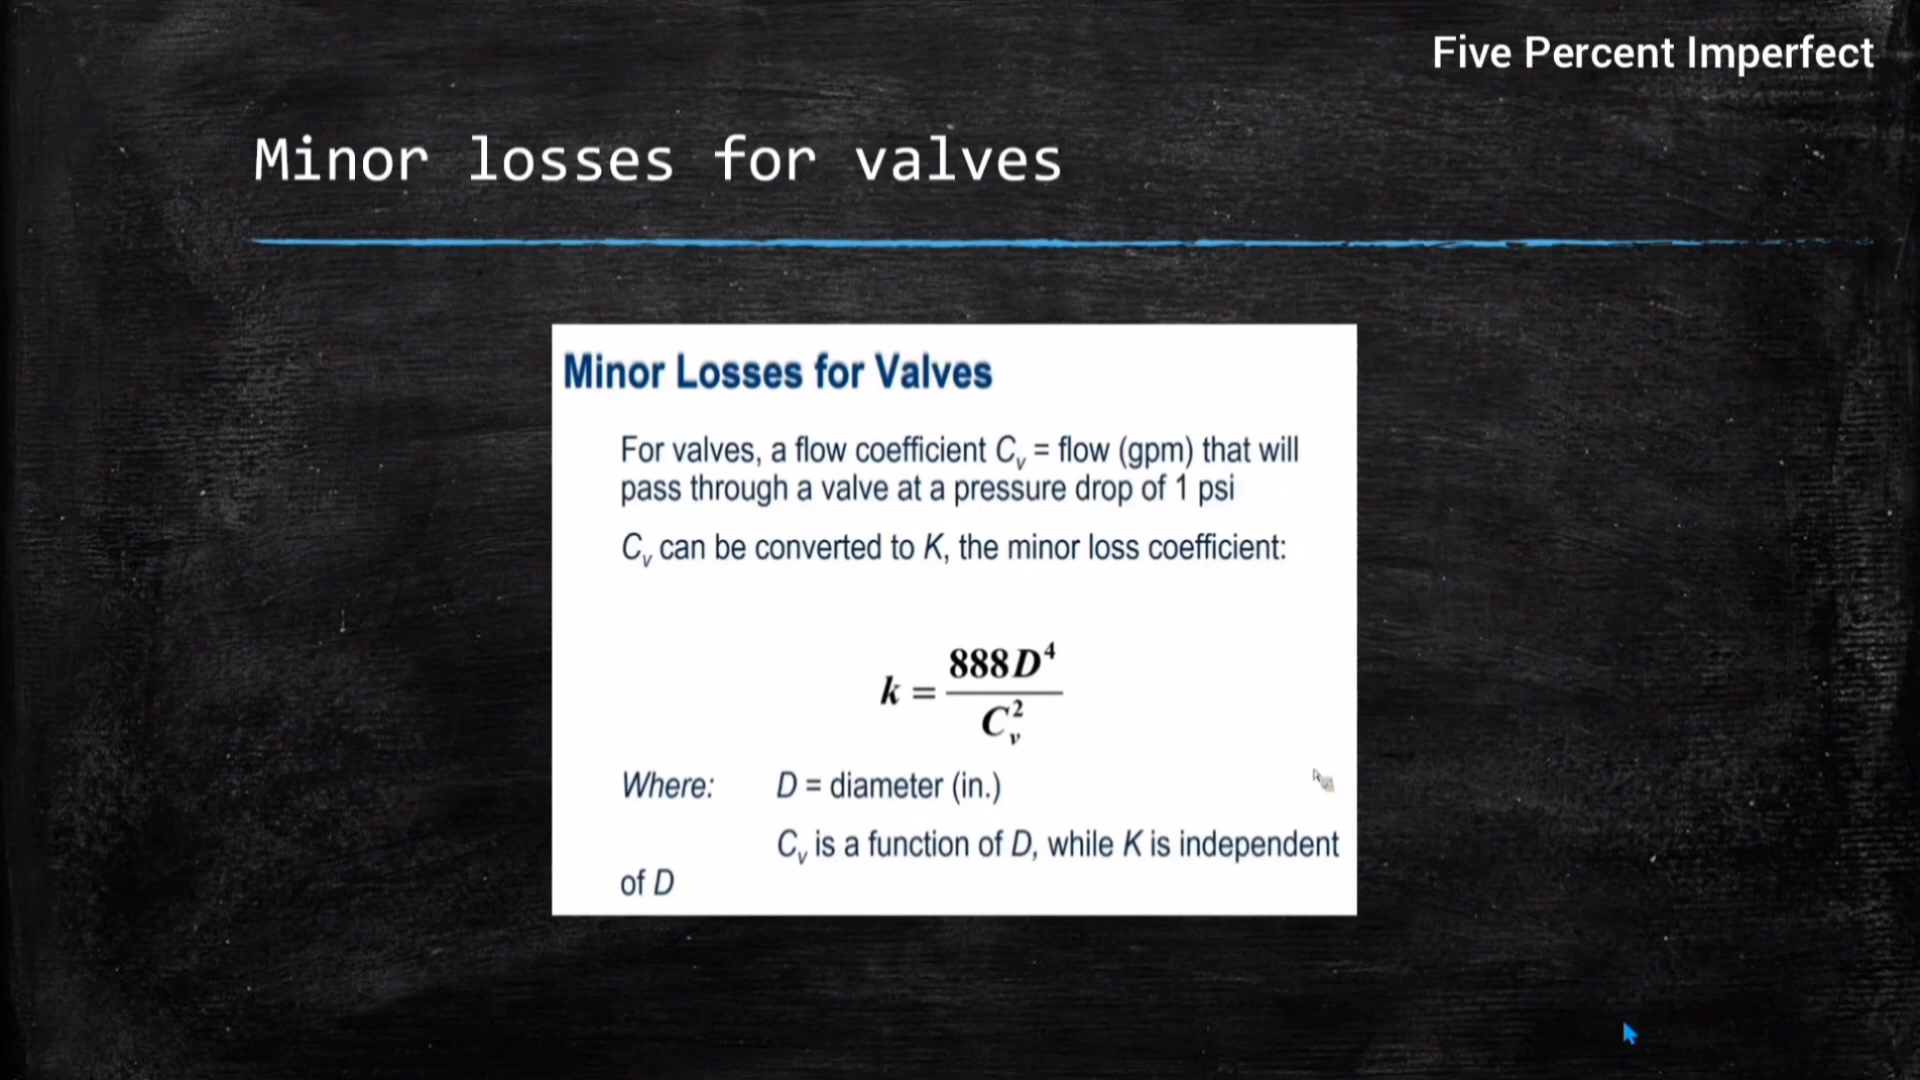 Five Percent Imperfect
Minor losses for valves
Minor Losses for Valves
For valves, a flow coefficient Cᵥ = flow (gpm) that will
pass through a valve at a pressure drop of 1 psi
Cᵥ can be converted to K, the minor loss coefficient:
k = 888D⁴ / Cᵥ²
Where: D = diameter (in.)
Cᵥ is a function of D, while K is independent
of D